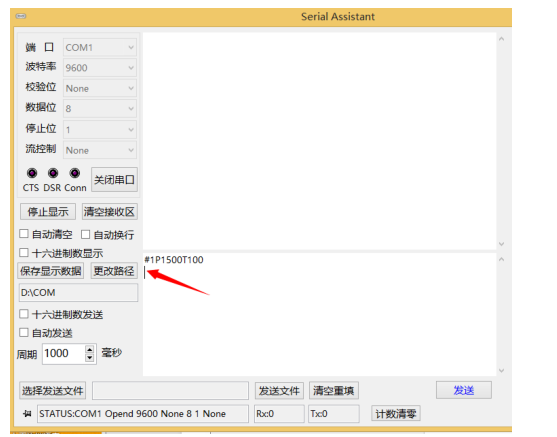 Serial Assistant
端 口 COM1
波特率 9600
校验位 None
数据位 8
停止位 1
流控制 None
CTS DSR Conn 关闭串口
停止显示 清空接收区
自动清空 自动换行
十六进制数显示
保存显示数据 更改路径
D:\COM
#1P1500T100
十六进制数发送
自动发送
周期 1000 毫秒
选择发送文件 发送文件 清空重填 发送
STATUS:COM1 Opend 9600 None 8 1 None Rx:0 Tx:0 计数清零